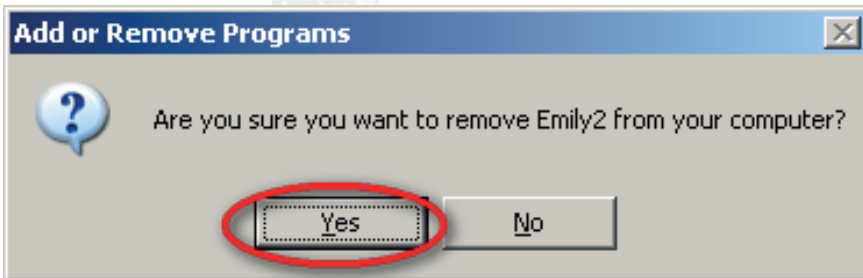 Add or Remove Programs
Are you sure you want to remove Emily2 from your computer?
Yes
No